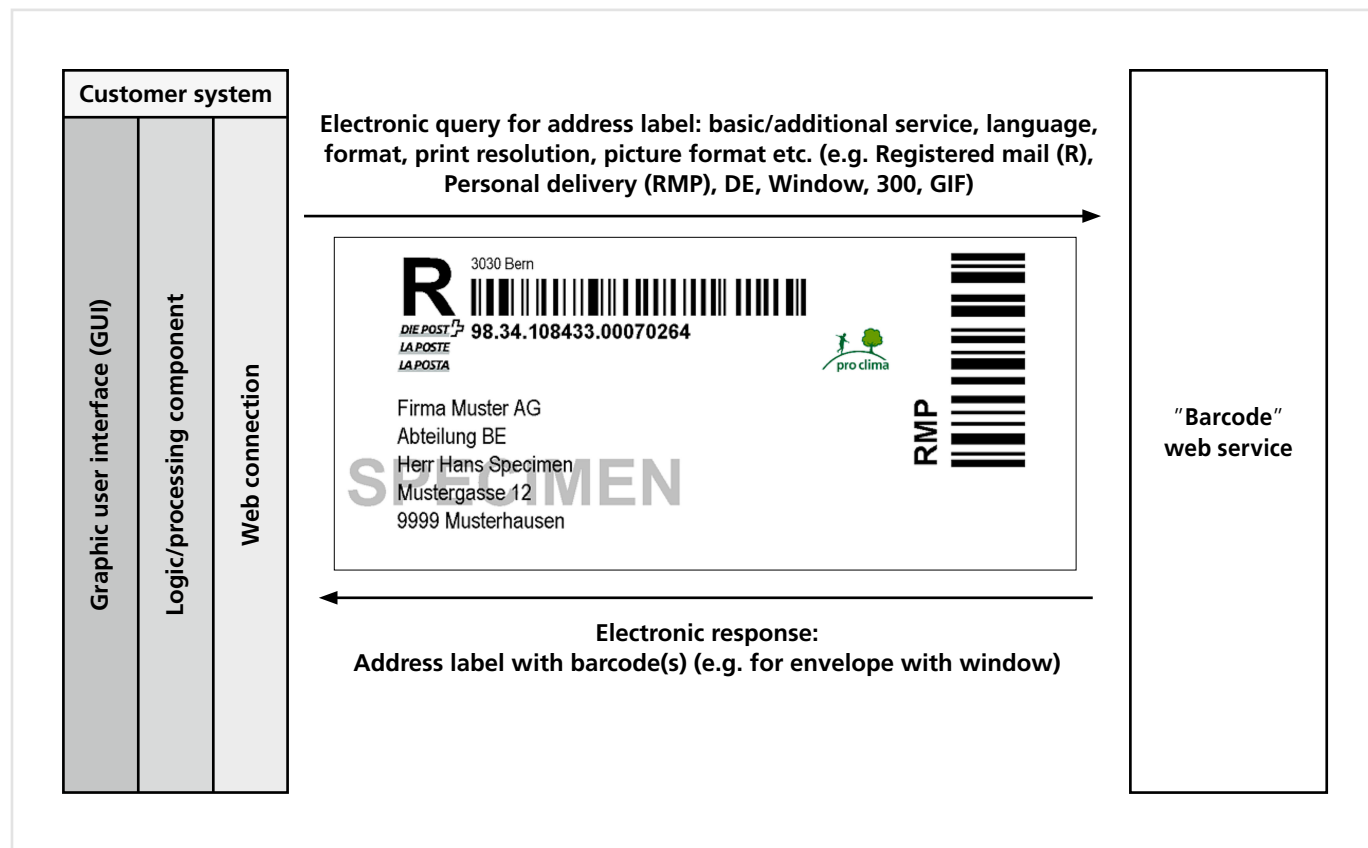 Customer system
Graphic user interface (GUI)
Logic/processing component
Web connection
Electronic query for address label: basic/additional service, language,
format, print resolution, picture format etc. (e.g. Registered mail (R),
Personal delivery (RMP), DE, Window, 300, GIF)
R
3030 Bern
98.34.108433.00070264
DIE POST
LA POSTE
LA POSTA
pro clima
RMP
Firma Muster AG
Abteilung BE
Herr Hans Specimen
Mustergasse 12
9999 Musterhausen
SPECIMEN
Electronic response:
Address label with barcode(s) (e.g. for envelope with window)
"Barcode"
web service